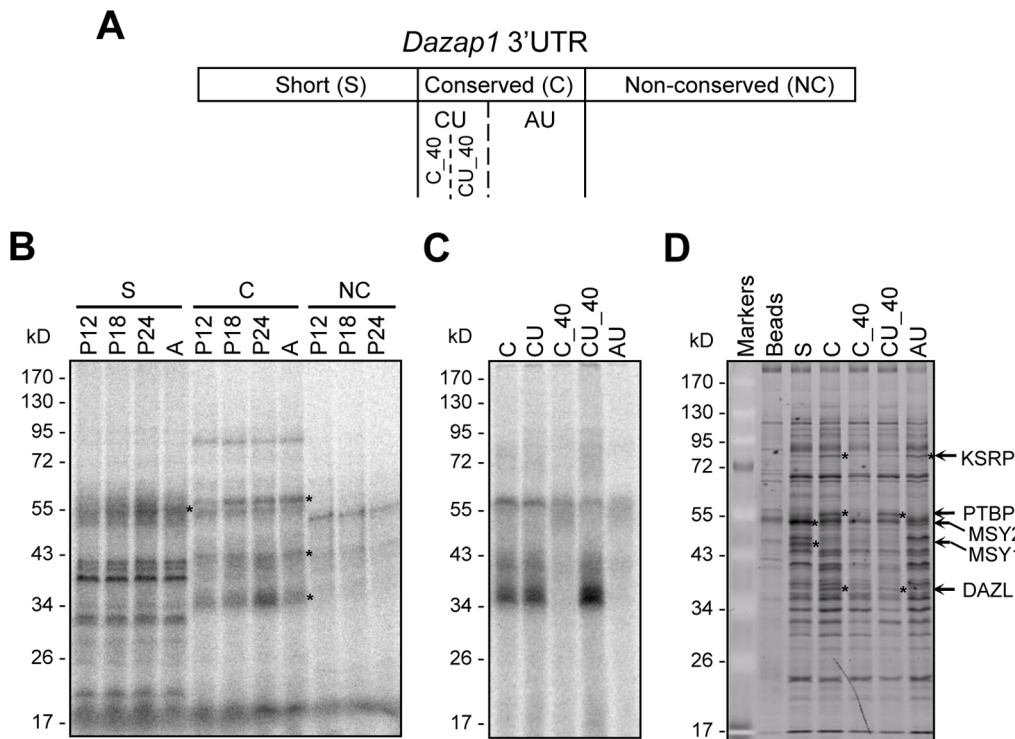 A
Dazap1 3'UTR
Short (S) Conserved (C) Non-conserved (NC)
CU AU
C_40 CU_40
B
S C NC
kD P12 P18 P24 A P12 P18 P24 A P12 P18 P24
170 -
130 -
95 -
72 -
55 -
43 -
34 -
26 -
17 -
*
*
*
*
C
kD C CU C_40 CU_40 AU
170 -
130 -
95 -
72 -
55 -
43 -
34 -
26 -
17 -
D
kD Markers Beads S C C_40 CU_40 AU
170 -
130 -
95 -
72 -
55 -
43 -
34 -
26 -
17 -
* * KSRP
* * PTBP
* MSY2
* MSY1
* * DAZL